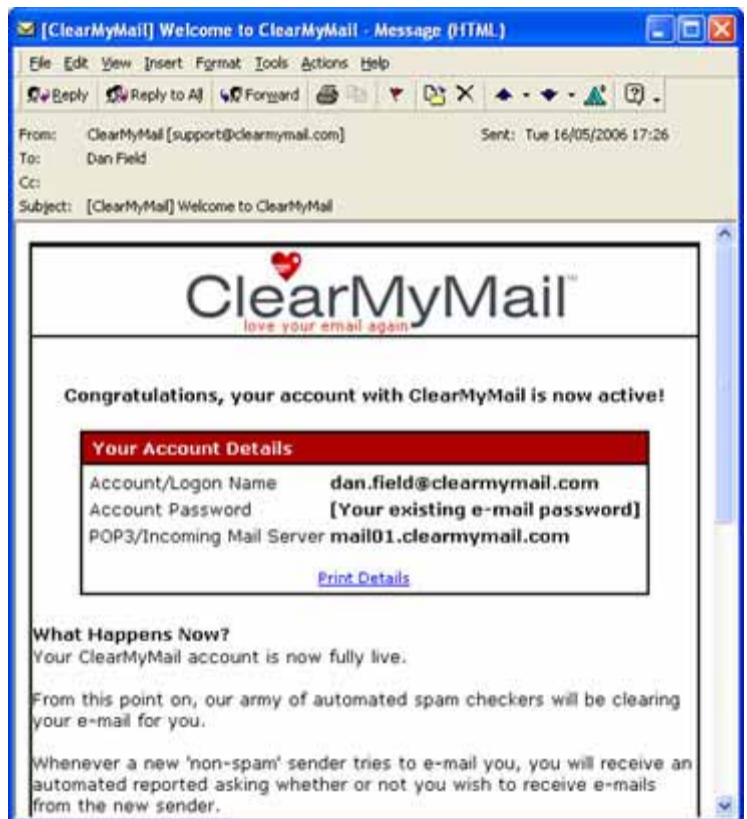 [ClearMyMail] Welcome to ClearMyMail - Message (HTML)
File Edit View Insert Format Tools Actions Help
Reply Reply to All Forward
From: ClearMyMail [support@clearmymail.com] Sent: Tue 16/05/2006 17:26
To: Dan Field
Cc:
Subject: [ClearMyMail] Welcome to ClearMyMail
ClearMyMail™
love your email again
Congratulations, your account with ClearMyMail is now active!
Your Account Details
Account/Logon Name dan.field@clearmymail.com
Account Password [Your existing e-mail password]
POP3/Incoming Mail Server mail01.clearmymail.com
Print Details
What Happens Now?
Your ClearMyMail account is now fully live.
From this point on, our army of automated spam checkers will be clearing
your e-mail for you.
Whenever a new 'non-spam' sender tries to e-mail you, you will receive an
automated reported asking whether or not you wish to receive e-mails
from the new sender.